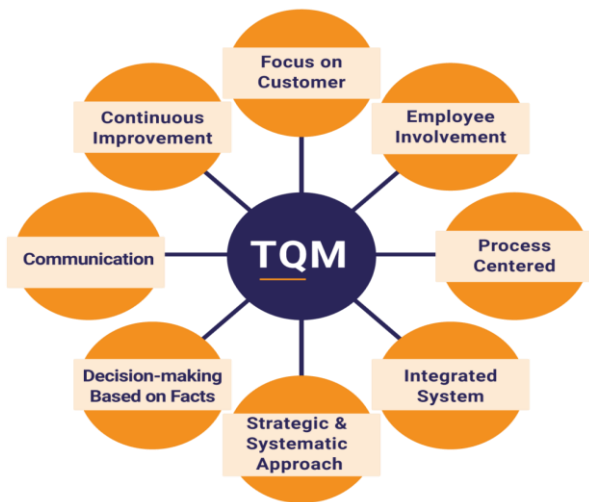 Focus on
Customer
Continuous
Improvement
Employee
Involvement
TQM
Communication
Process
Centered
Decision-making
Based on Facts
Integrated
System
Strategic &
Systematic
Approach